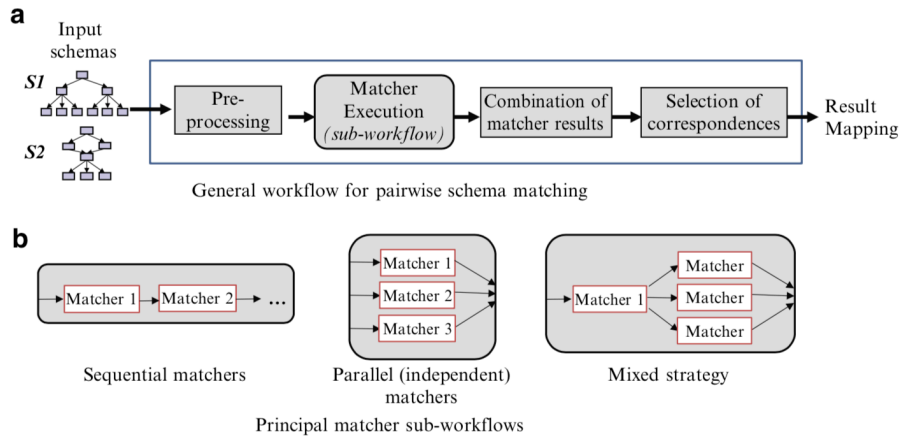 a
Input
schemas
S1
S2
Pre-
processing
Matcher
Execution
(sub-workflow)
Combination of
matcher results
Selection of
correspondences
Result
Mapping
General workflow for pairwise schema matching
b
Matcher 1
Matcher 2
...
Sequential matchers
Matcher 1
Matcher 2
Matcher 3
Parallel (independent)
matchers
Matcher 1
Matcher
Matcher
Matcher
Mixed strategy
Principal matcher sub-workflows